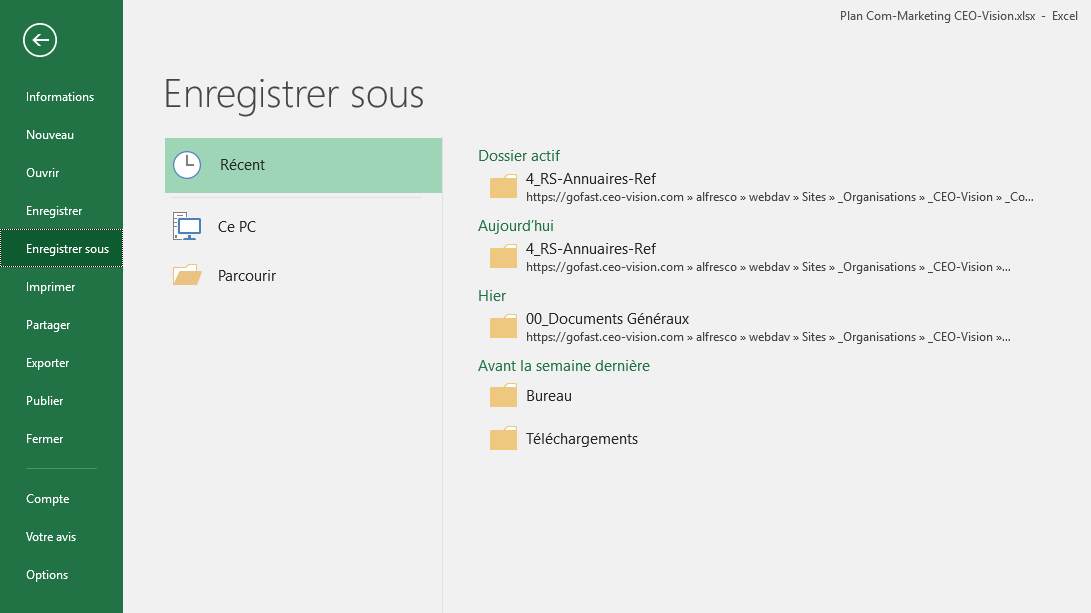 Plan Com-Marketing CEO-Vision.xlsx - Excel
Informations
Nouveau
Ouvrir
Enregistrer
Enregistrer sous
Imprimer
Partager
Exporter
Publier
Fermer
Compte
Votre avis
Options
Enregistrer sous
Récent
Ce PC
Parcourir
Dossier actif
4_RS-Annuaires-Ref
https://gofast.ceo-vision.com » alfresco » webdav » Sites » _Organisations » _CEO-Vision » _Co...
Aujourd'hui
4_RS-Annuaires-Ref
https://gofast.ceo-vision.com » alfresco » webdav » Sites » _Organisations » _CEO-Vision »...
Hier
00_Documents Généraux
https://gofast.ceo-vision.com » alfresco » webdav » Sites » _Organisations » _CEO-Vision »...
Avant la semaine dernière
Bureau
Téléchargements